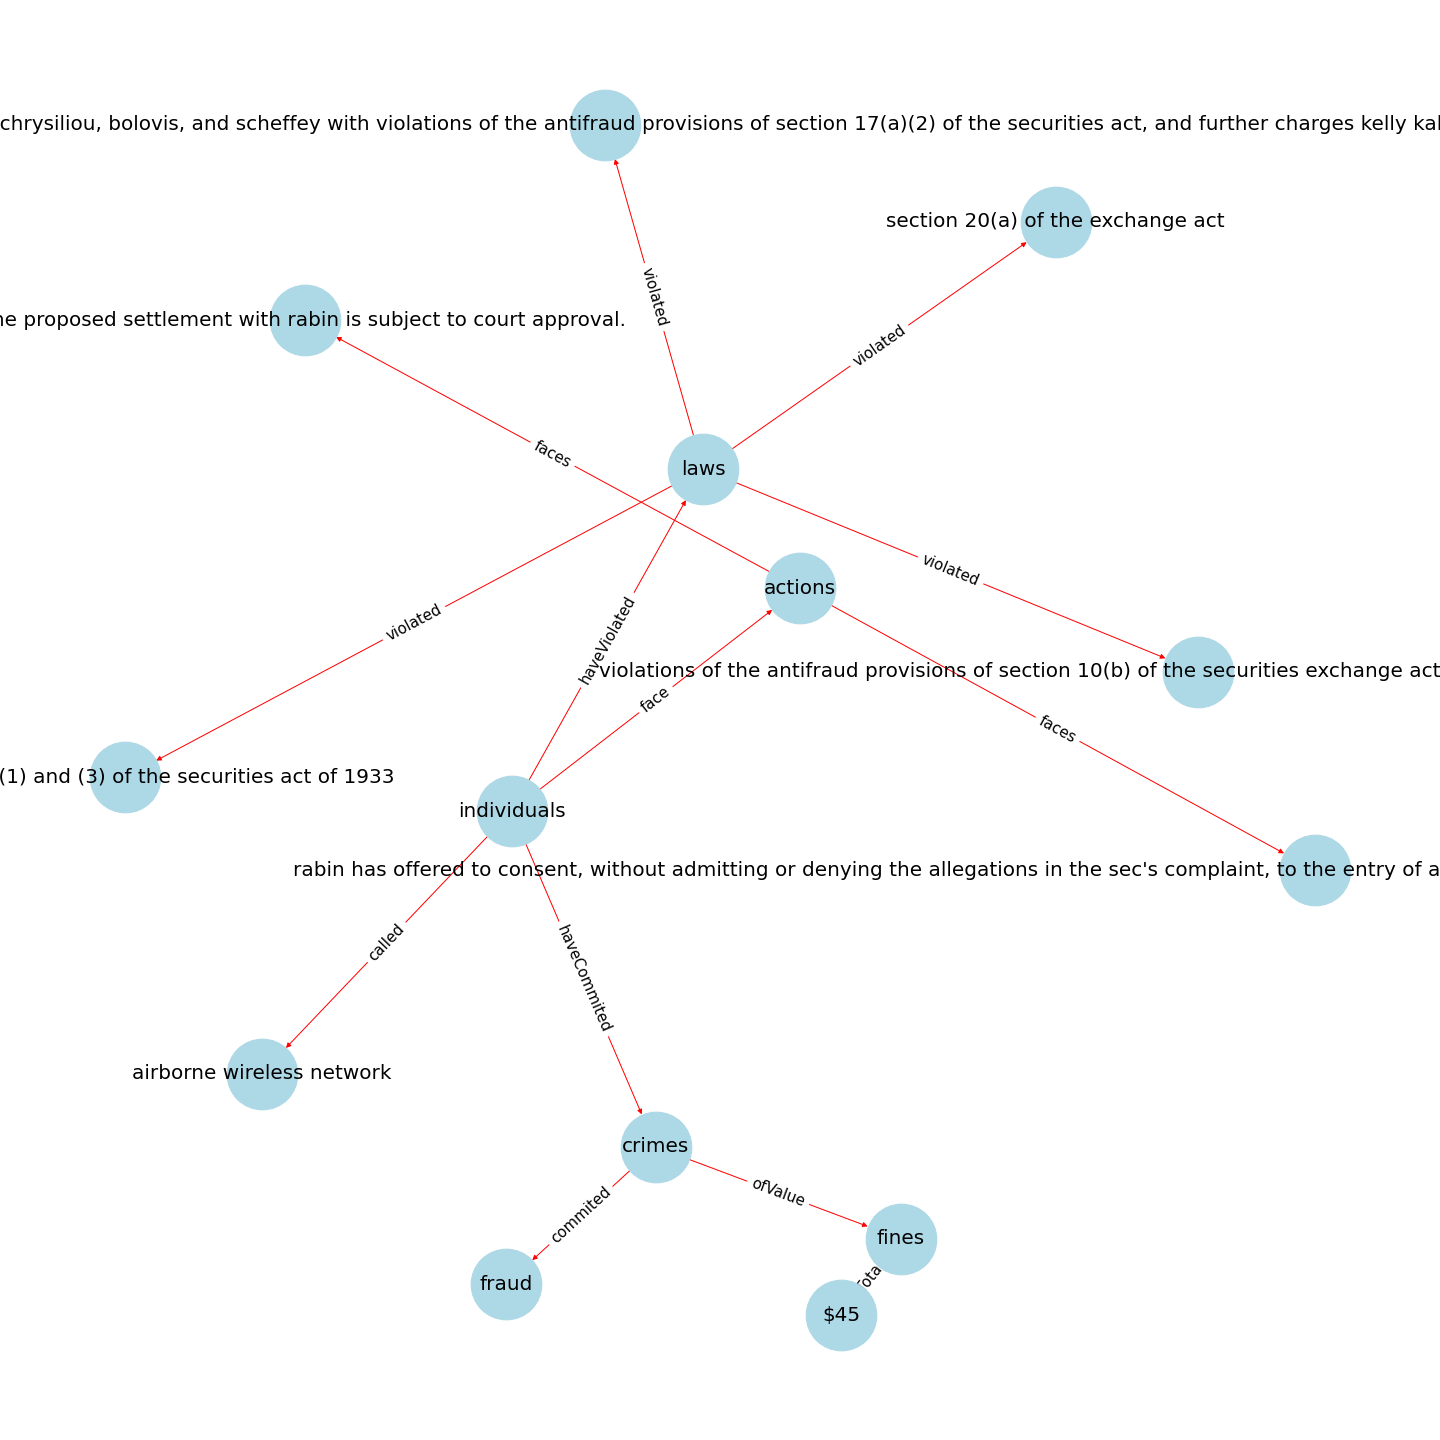 chrysiliou, bolovis, and scheffey with violations of the antifraud provisions of section 17(a)(2) of the securities act, and further charges kelly
section 20(a) of the exchange act
violated
proposed settlement with rabin is subject to court approval.
violated
faces
laws
violated
actions
violated
haveViolated
violations of the antifraud provisions of section 10(b) of the securities exchange act
face
faces
(1) and (3) of the securities act of 1933
individuals
rabin has offered to consent, without admitting or denying the allegations in the sec's complaint, to the entry of a
called
haveCommited
airborne wireless network
crimes
ofValue
commited
fines
fraud
$45